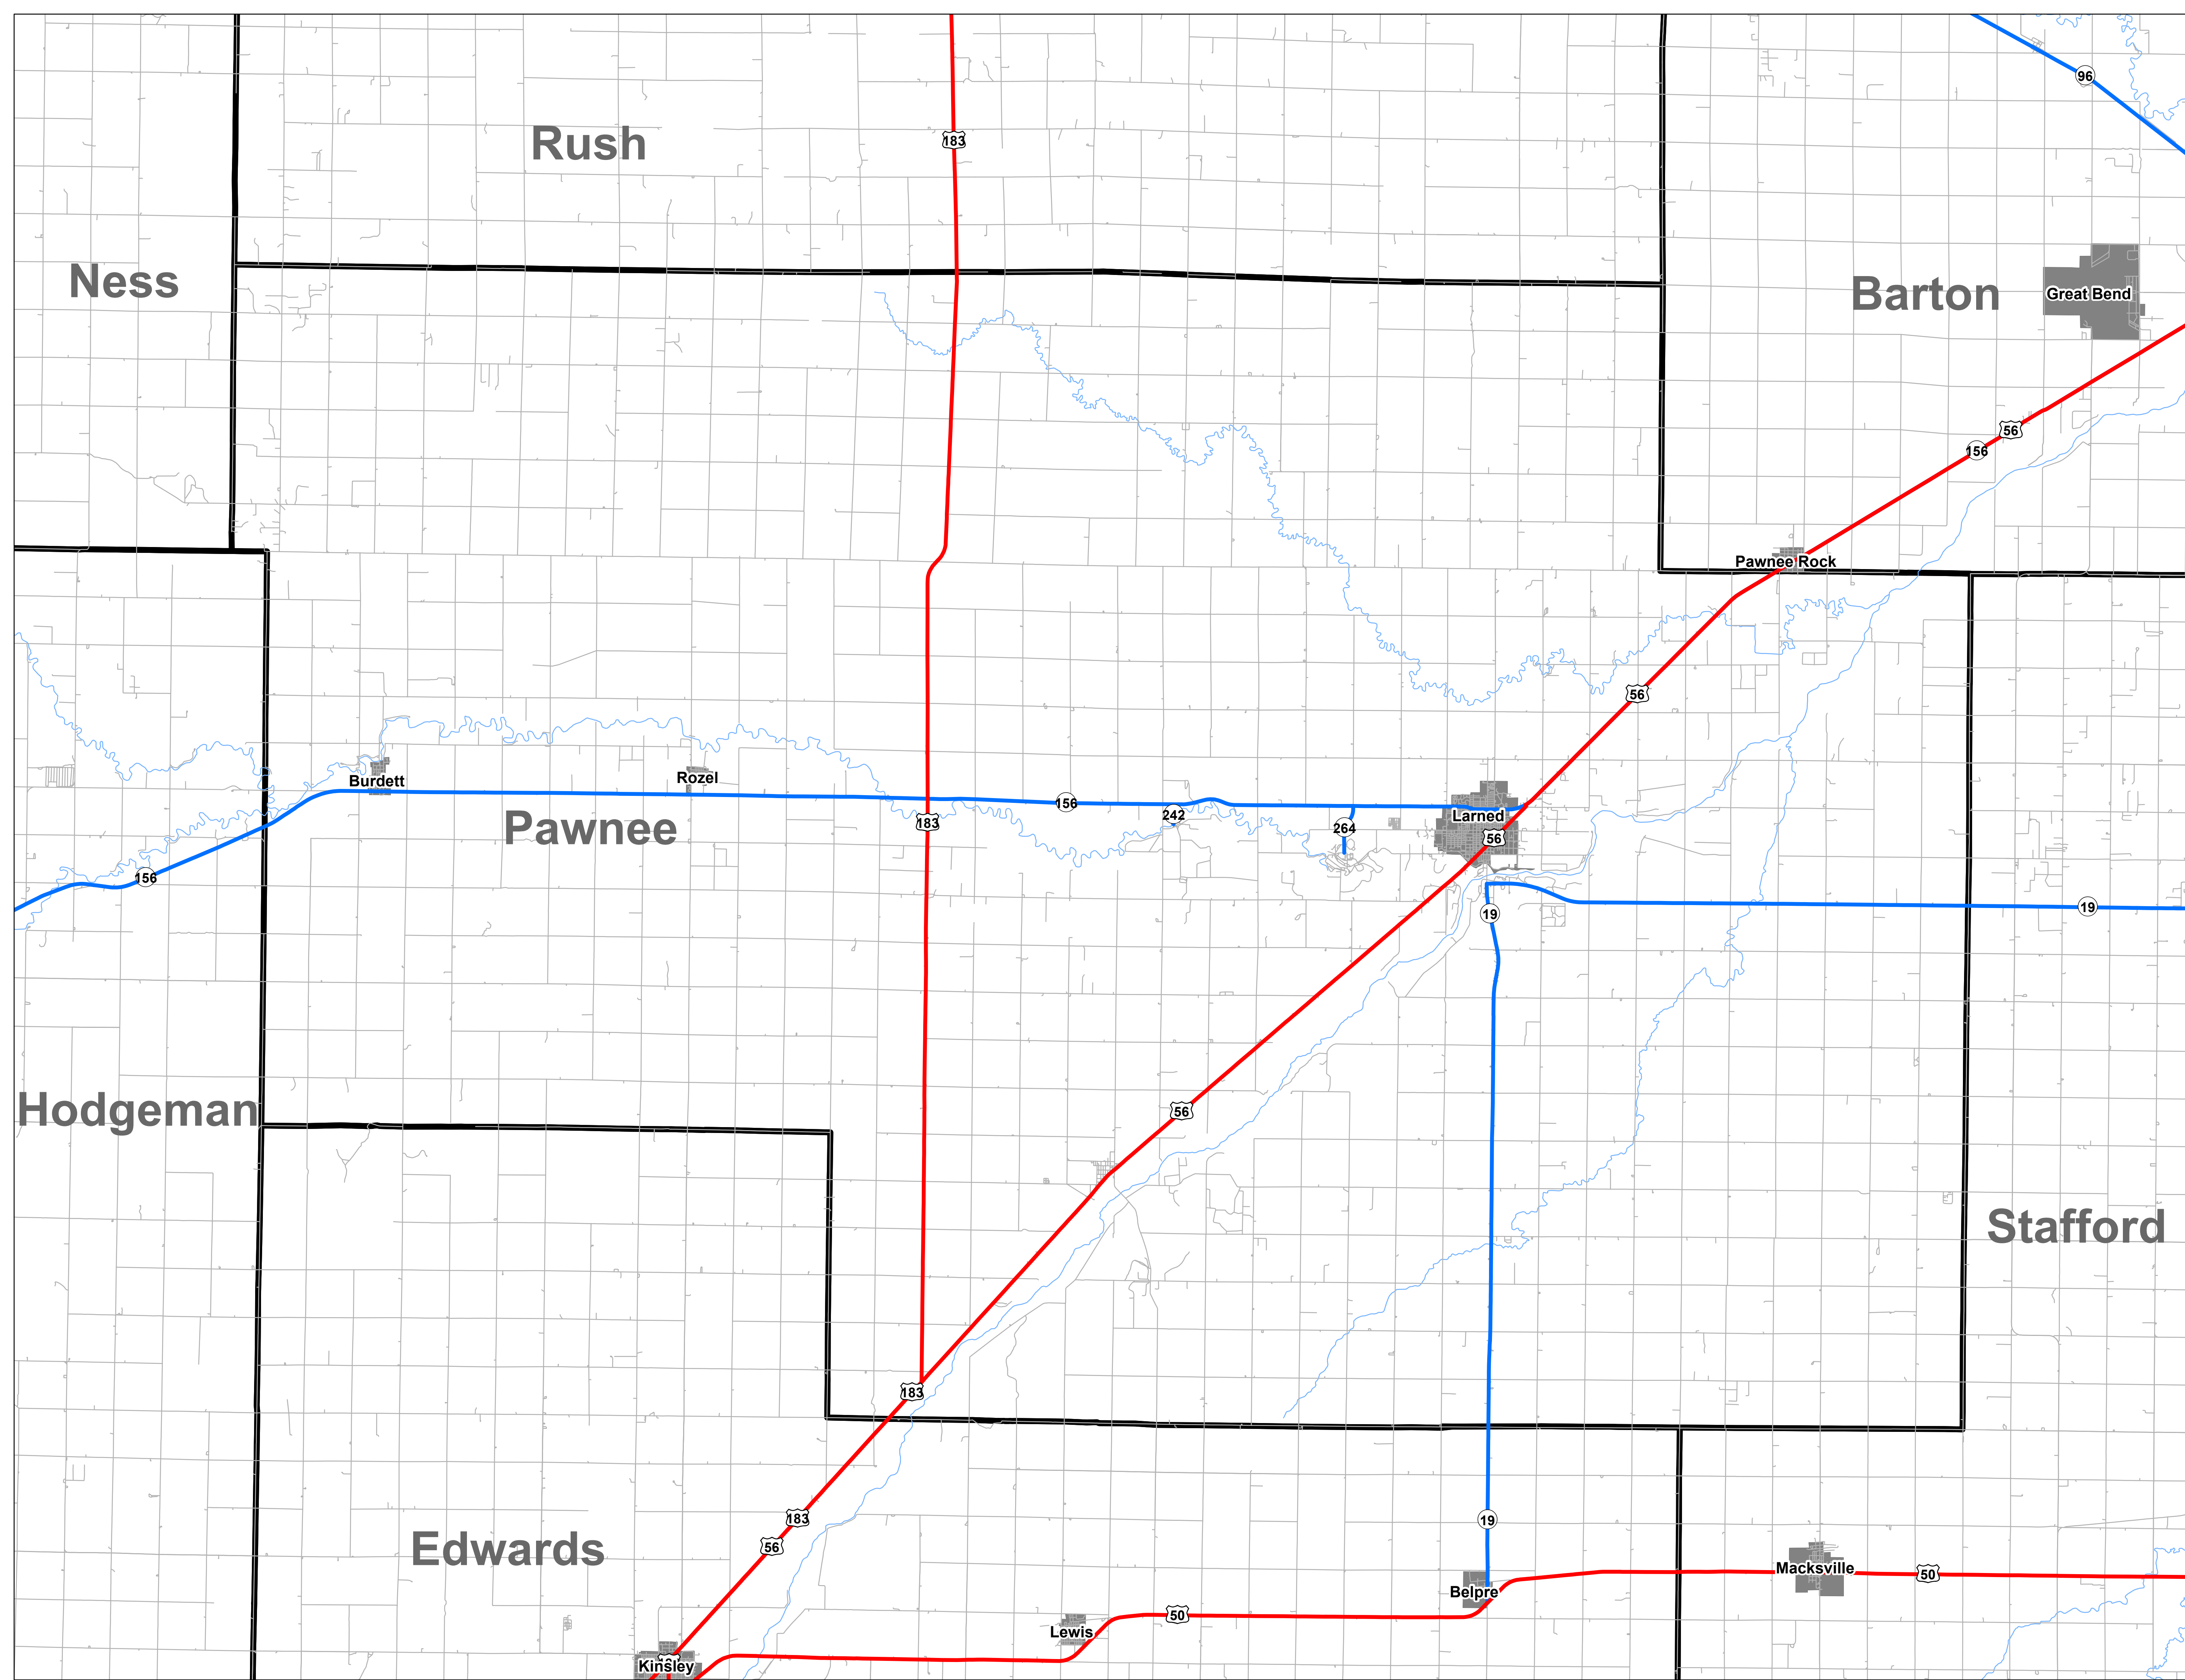 96
Rush
183
Ness
Barton
Great Bend
56
156
Pawnee Rock
56
Burdett
Rozel
156
242
Larned
183
264
Pawnee
56
156
19
19
Hodgeman
56
Stafford
183
183
19
56
Edwards
Macksville
50
Belpre
50
Lewis
Kinsley